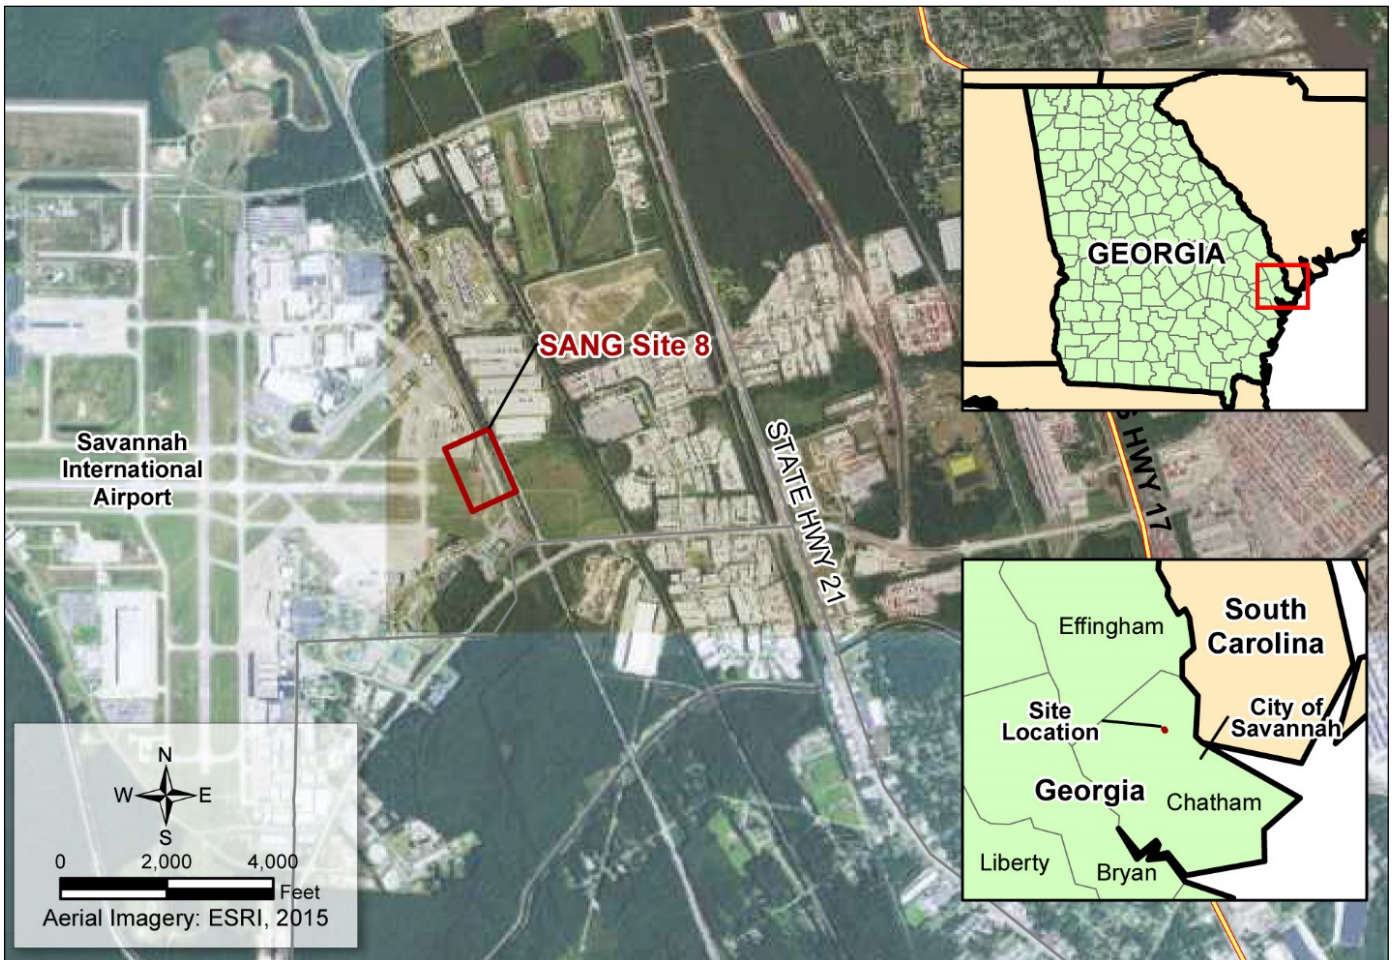 GEORGIA
SANG Site 8
Savannah
International
Airport
STATE HWY 21
S HWY 17
Effingham
South
Carolina
Site
Location
City of
Savannah
Georgia
Chatham
Liberty
Bryan
N
W E
S
0 2,000 4,000
Feet
Aerial Imagery: ESRI, 2015